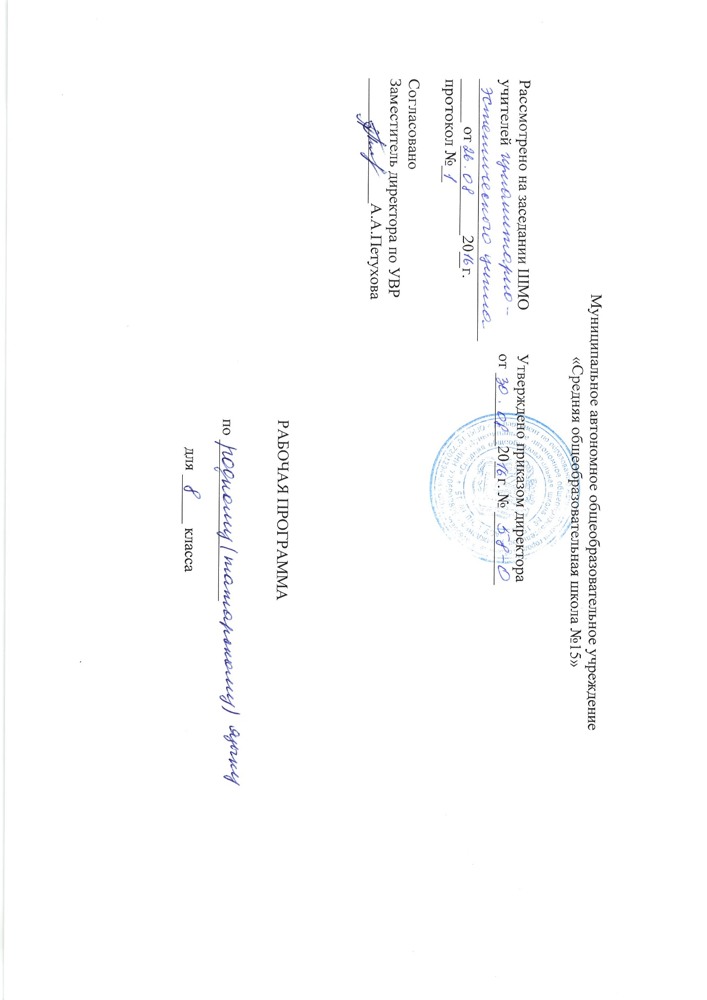 Муниципальное автономное общеобразовательное учреждение
«Средняя общеобразовательная школа №15»
Рассмотрено на заседании ШМО
учителей гуманитарно-
эстетического цикла
от 26.08 2016 г.
протокол № 1
Утверждено приказом директора
от 30.08 2016 г. № 58-О
Согласовано
Заместитель директора по УВР
А.А.Петухова
РАБОЧАЯ ПРОГРАММА
по родному (татарскому) языку
для 8 класса